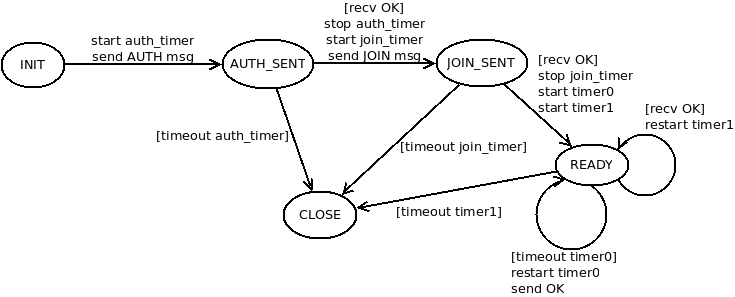 INIT
start auth_timer
send AUTH msg
AUTH_SENT
[recv OK]
stop auth_timer
start join_timer
send JOIN msg
JOIN_SENT
[recv OK]
stop join_timer
start timer0
start timer1
[recv OK]
restart timer1
[timeout auth_timer]
[timeout join_timer]
READY
CLOSE
[timeout timer1]
[timeout timer0]
restart timer0
send OK